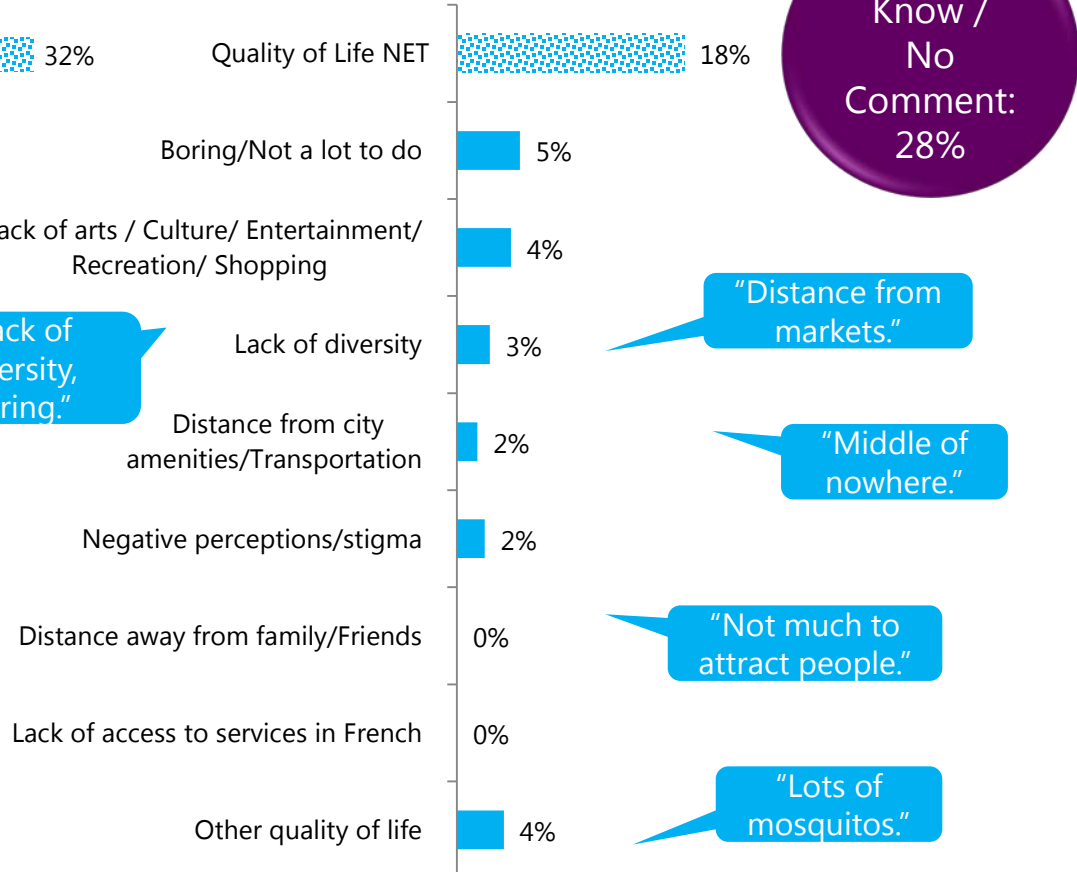 Know /
No
Comment:
28%
32%
Quality of Life NET
18%
Boring/Not a lot to do
5%
of arts / Culture/ Entertainment/
Recreation/ Shopping
4%
"Distance from
markets."
of
Lack of diversity
3%
Distance from city
amenities/Transportation
2%
"Middle of
nowhere."
Negative perceptions/stigma
2%
Distance away from family/Friends
0%
"Not much to
attract people."
Lack of access to services in French
0%
"Lots of
mosquitos."
Other quality of life
4%